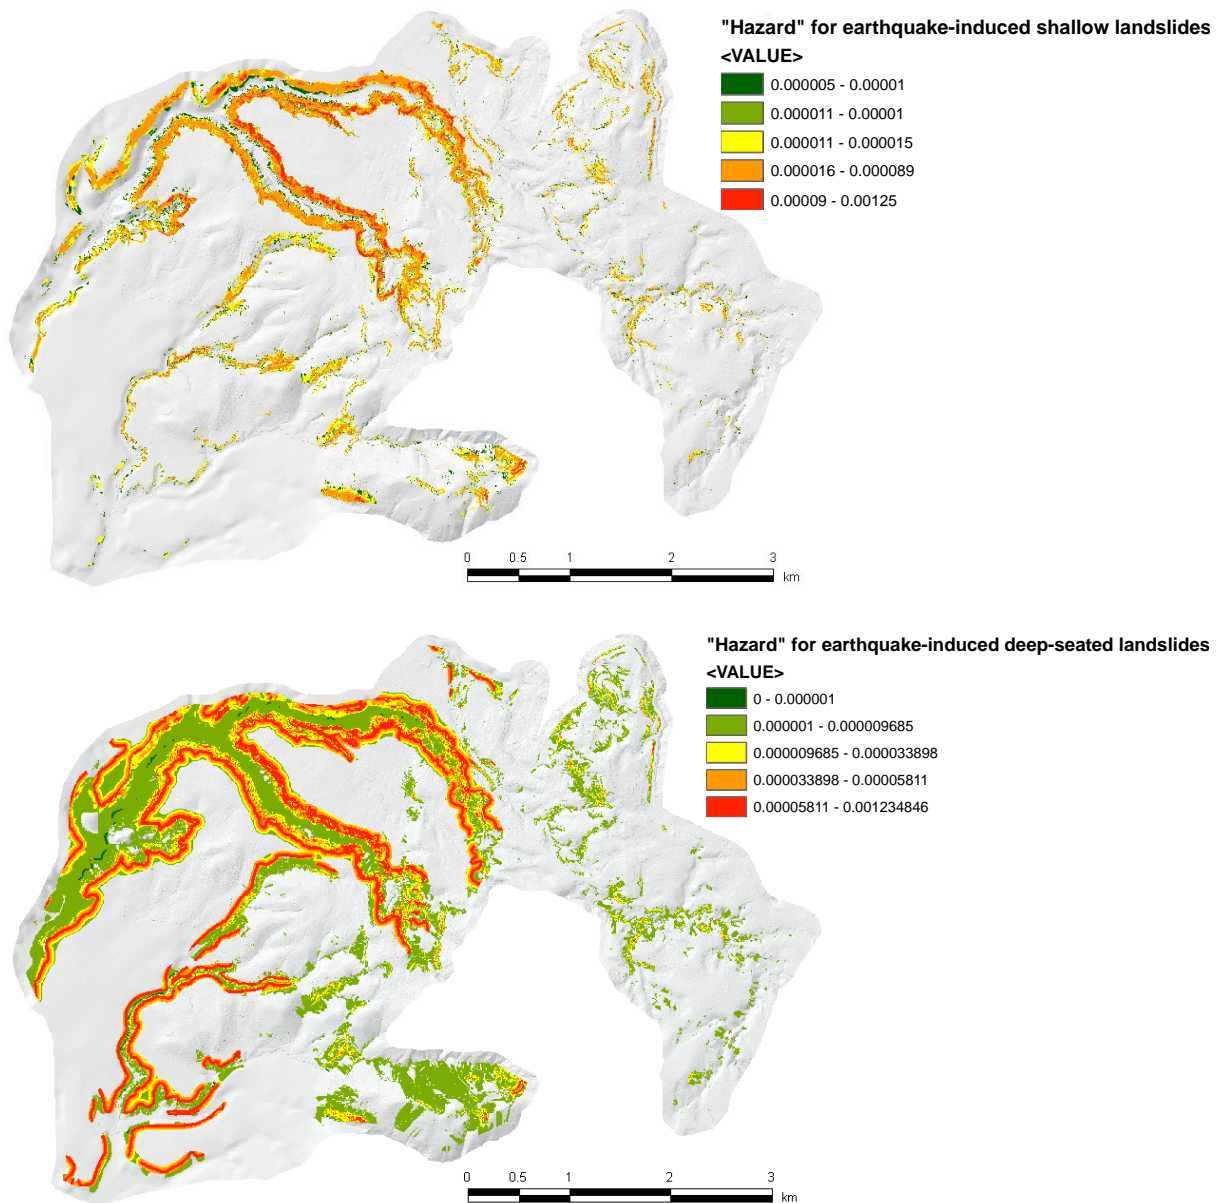 "Hazard" for earthquake-induced shallow landslides
<VALUE>
0.000005 - 0.00001
0.000011 - 0.00001
0.000011 - 0.000015
0.000016 - 0.000089
0.00009 - 0.00125
0 0.5 1 2 3
km
"Hazard" for earthquake-induced deep-seated landslides
<VALUE>
0 - 0.000001
0.000001 - 0.000009685
0.000009685 - 0.000033898
0.000033898 - 0.00005811
0.00005811 - 0.001234846
0 0.5 1 2 3
km